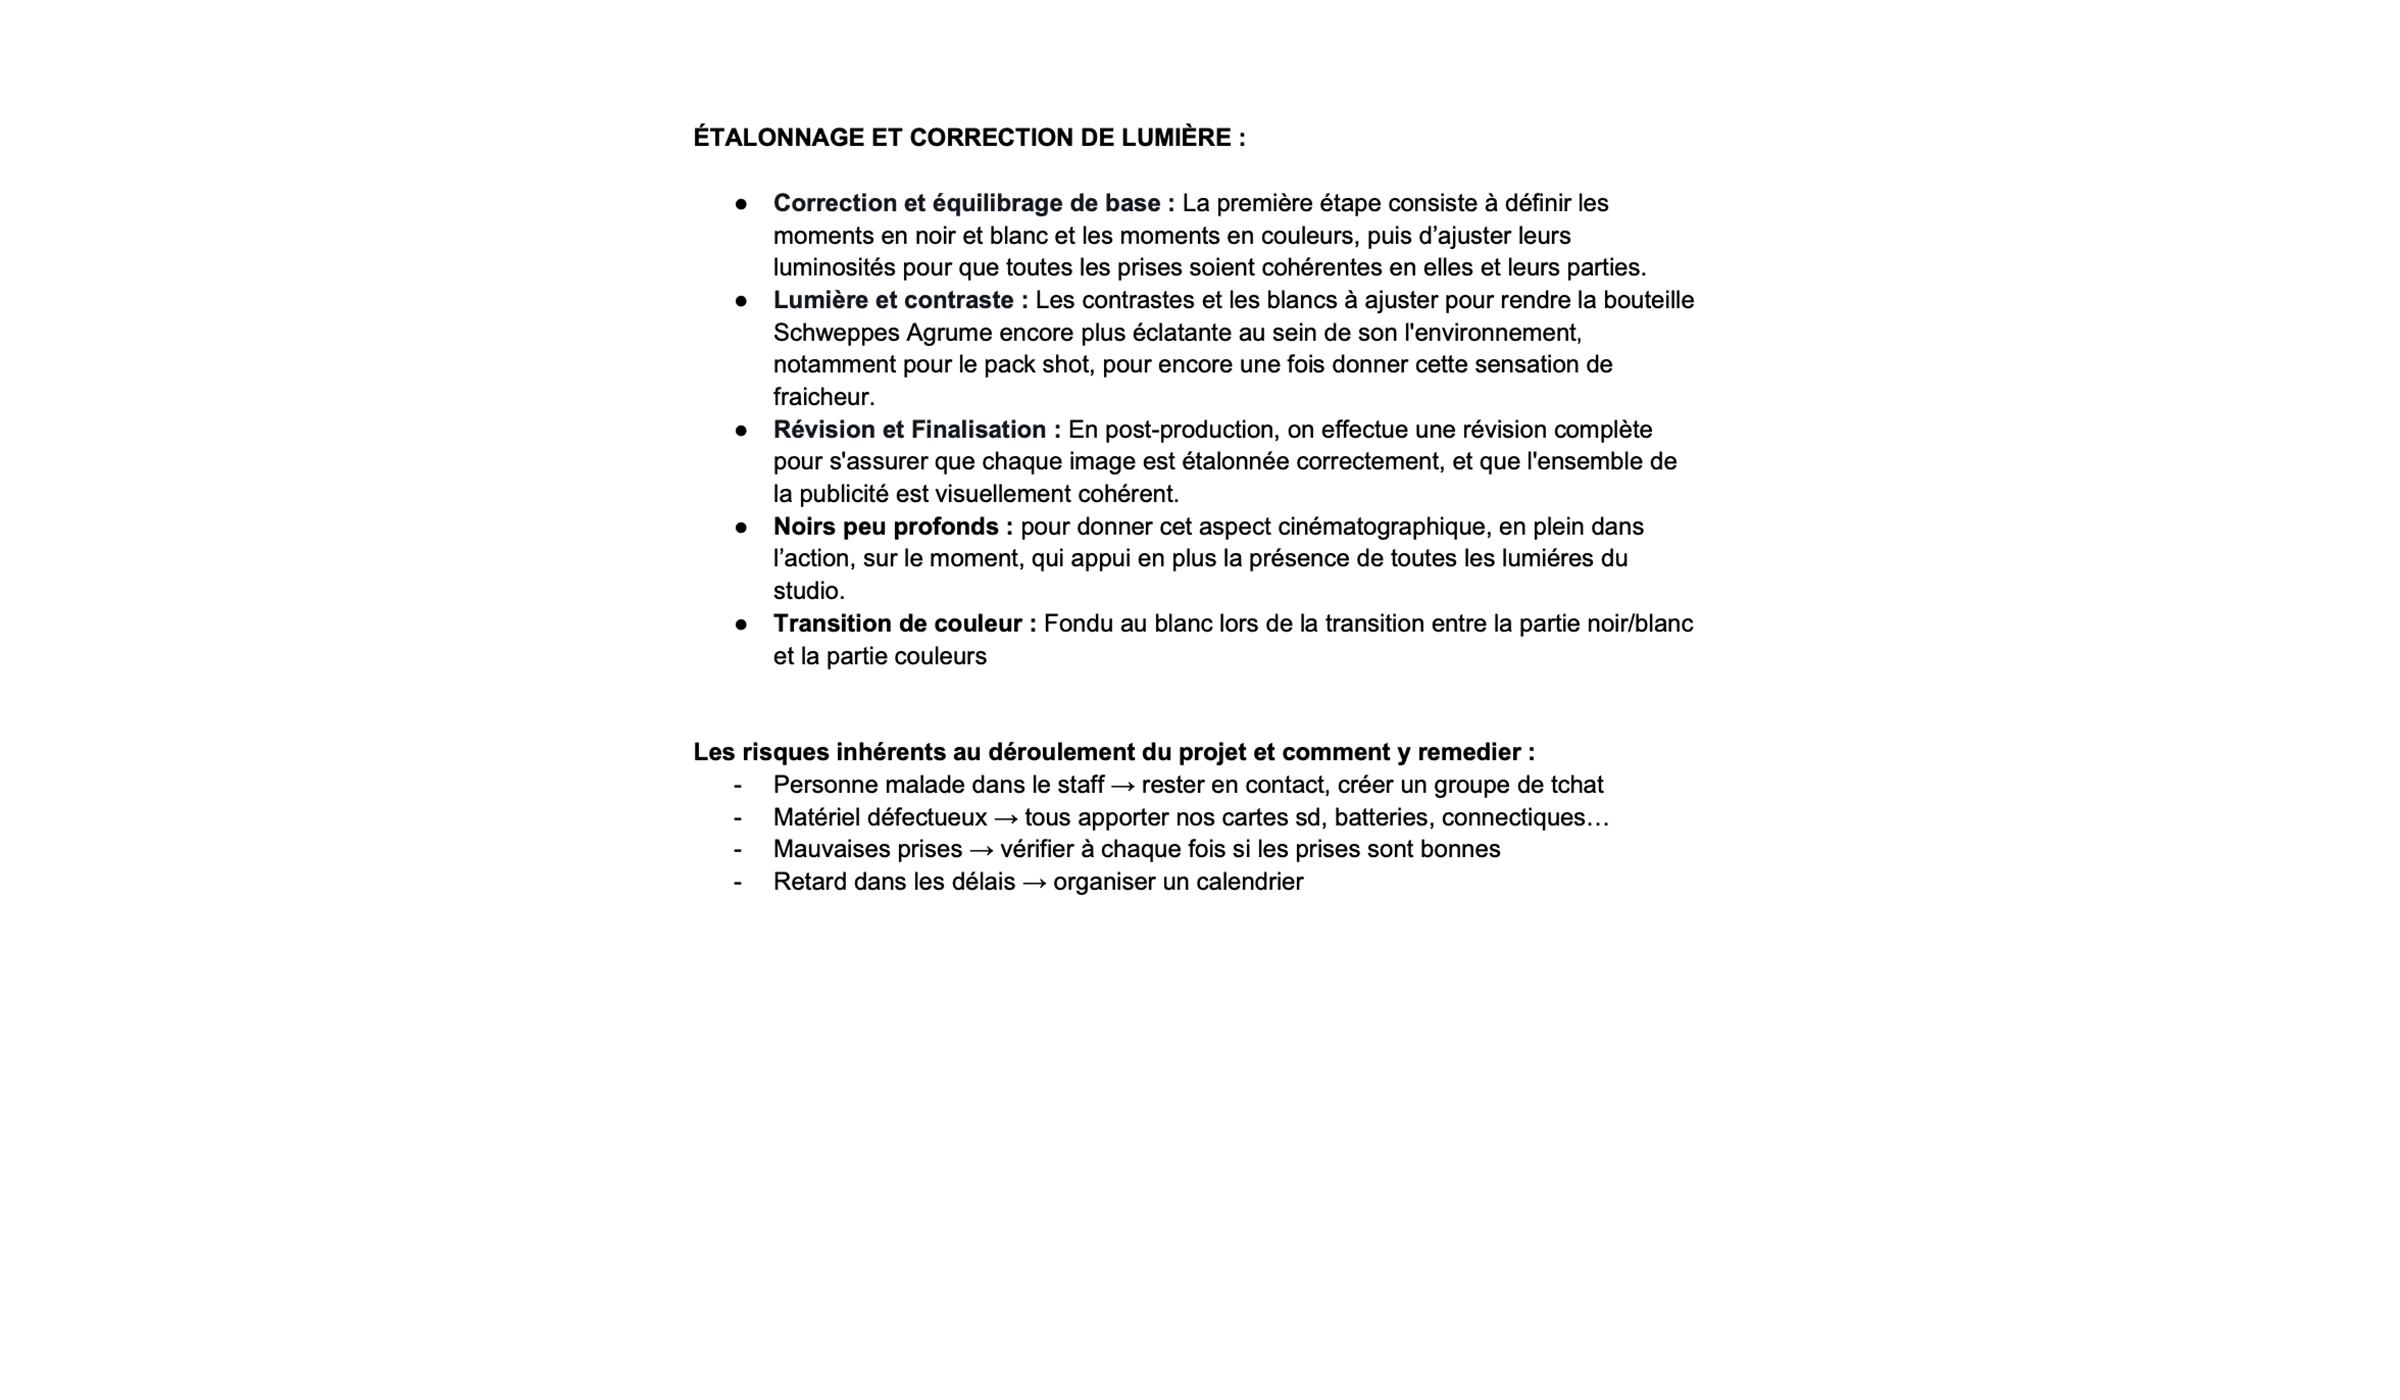 ÉTALONNAGE ET CORRECTION DE LUMIÈRE :
● Correction et équilibrage de base : La première étape consiste à définir les
moments en noir et blanc et les moments en couleurs, puis d’ajuster leurs
luminosités pour que toutes les prises soient cohérentes en elles et leurs parties.
● Lumière et contraste : Les contrastes et les blancs à ajuster pour rendre la bouteille
Schweppes Agrume encore plus éclatante au sein de son l'environnement,
notamment pour le pack shot, pour encore une fois donner cette sensation de
fraicheur.
● Révision et Finalisation : En post-production, on effectue une révision complète
pour s'assurer que chaque image est étalonnée correctement, et que l'ensemble de
la publicité est visuellement cohérent.
● Noirs peu profonds : pour donner cet aspect cinématographique, en plein dans
l’action, sur le moment, qui appui en plus la présence de toutes les lumiéres du
studio.
● Transition de couleur : Fondu au blanc lors de la transition entre la partie noir/blanc
et la partie couleurs
Les risques inhérents au déroulement du projet et comment y remedier :
- Personne malade dans le staff → rester en contact, créer un groupe de tchat
- Matériel défectueux → tous apporter nos cartes sd, batteries, connectiques…
- Mauvaises prises → vérifier à chaque fois si les prises sont bonnes
- Retard dans les délais → organiser un calendrier